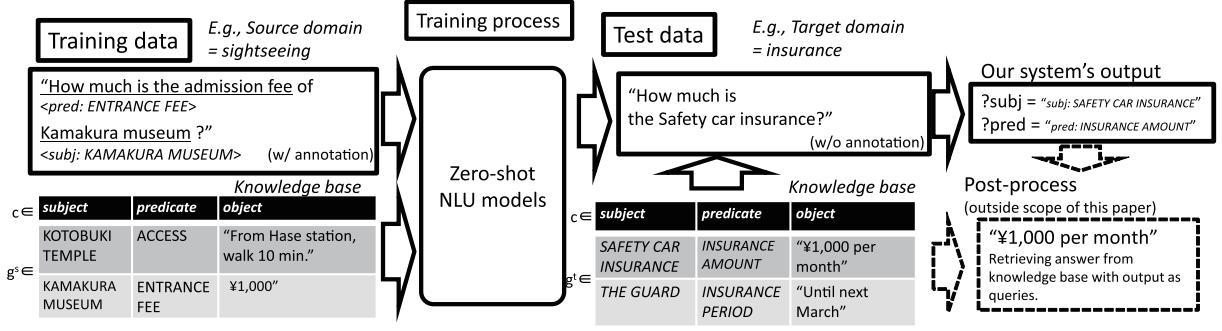 Training data
E.g., Source domain
= sightseeing
Training process
Test data
E.g., Target domain
= insurance
“How much is the admission fee of
<pred: ENTRANCE FEE>
Kamakura museum ?”
<subj: KAMAKURA MUSEUM> (w/ annotation)
Knowledge base
c ∈
subject predicate object
KOTOBUKI TEMPLE ACCESS “From Hase station, walk 10 min.”
gˢ ∈
KAMAKURA MUSEUM ENTRANCE FEE ¥1,000”
Zero-shot
NLU models
“How much is
the Safety car insurance?”
(w/o annotation)
Knowledge base
c ∈
subject predicate object
SAFETY CAR INSURANCE INSURANCE AMOUNT “¥1,000 per month”
gᵗ ∈
THE GUARD INSURANCE PERIOD “Until next March”
Our system’s output
?subj = “subj: SAFETY CAR INSURANCE”
?pred = “pred: INSURANCE AMOUNT”
Post-process
(outside scope of this paper)
“¥1,000 per month”
Retrieving answer from
knowledge base with output as
queries.